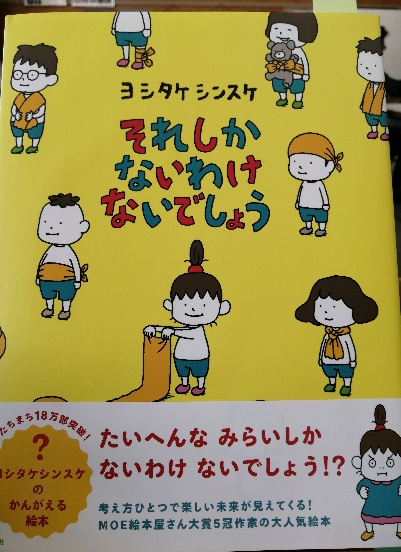 ヨシタケ シンスケ
それしか
ないわけ
ないでしょう
たちまち18万部突破!
?
ヨシタケシンスケ
の
かんがえる
絵本
たいへんな みらいしか
ないわけ ないでしょう!?
考え方ひとつで楽しい未来が見えてくる!
MOE絵本屋さん大賞5冠作家の大人気絵本